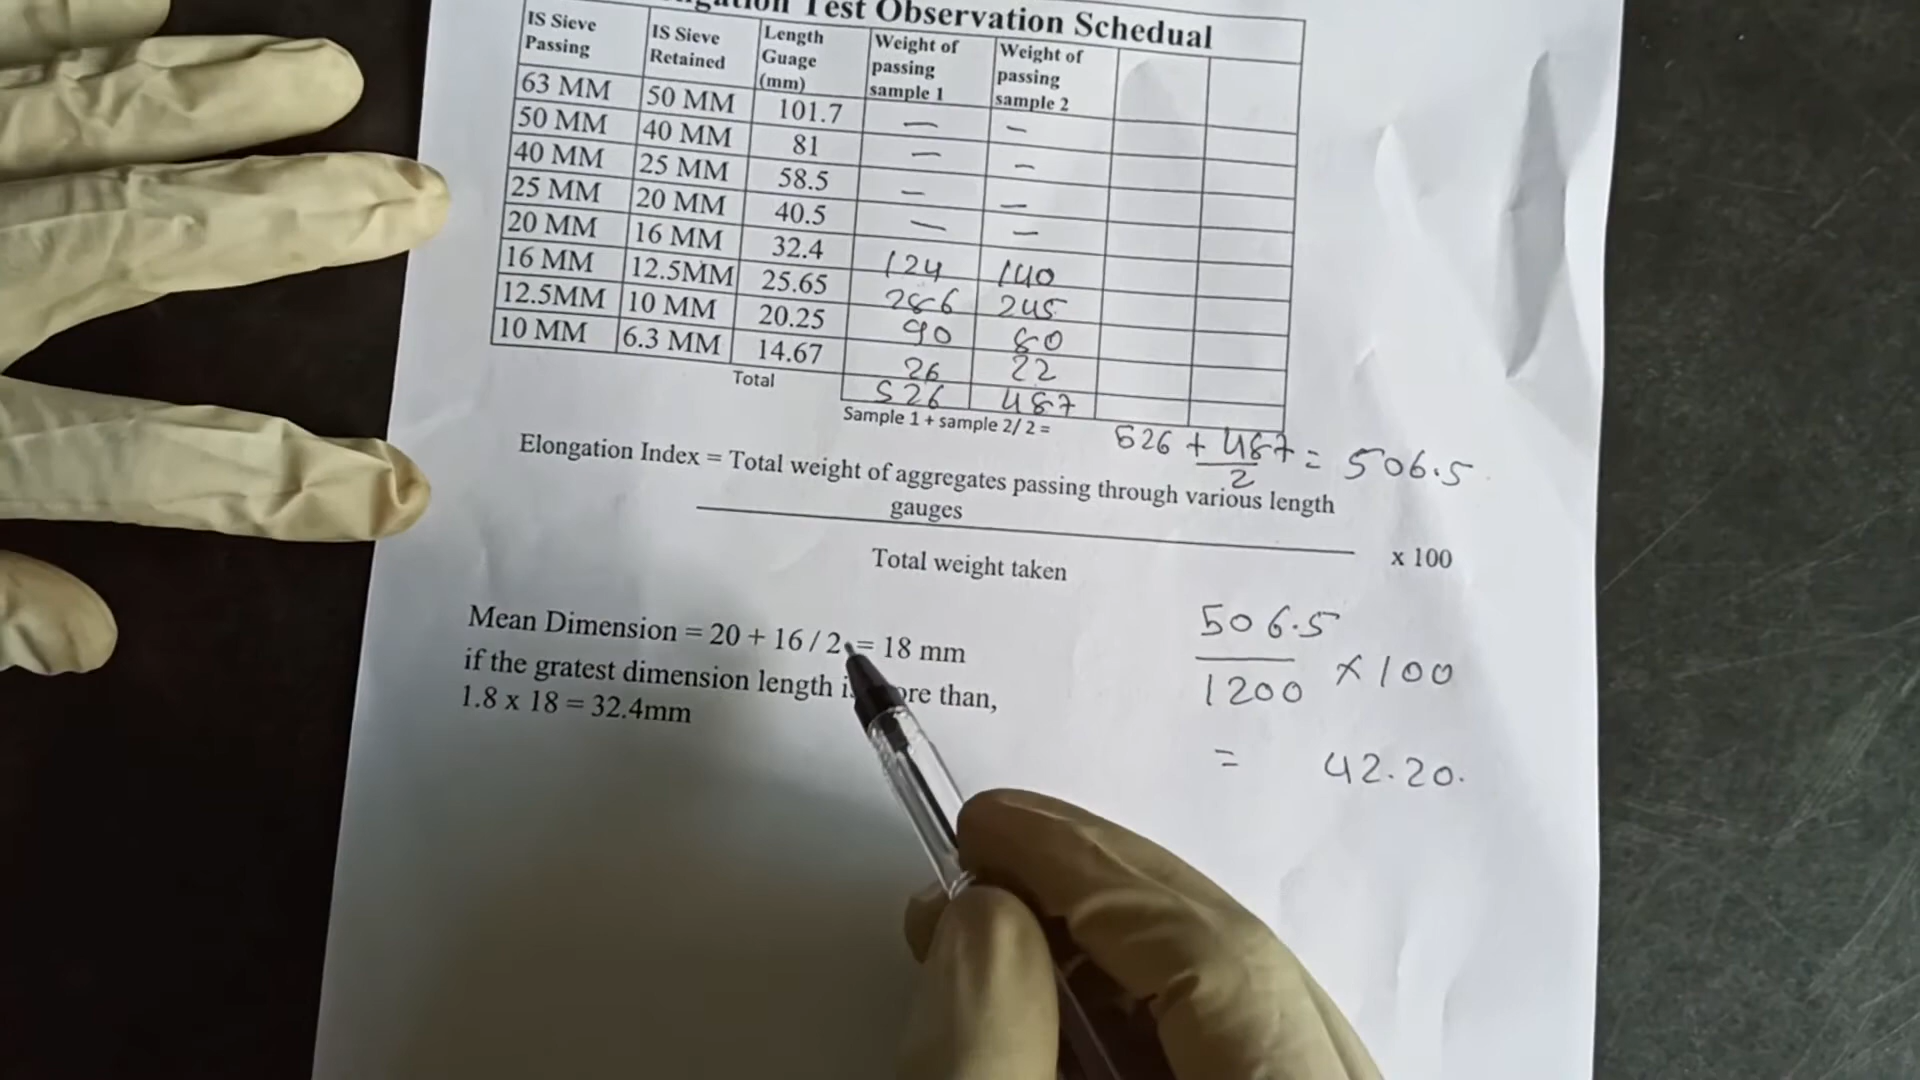 Test Observation Schedual
IS Sieve Passing | IS Sieve Retained | Length Guage (mm) | Weight of passing sample 1 | Weight of passing sample 2
63 MM | 50 MM | 101.7 | — | —
50 MM | 40 MM | 81 | — | —
40 MM | 25 MM | 58.5 | — | —
25 MM | 20 MM | 40.5 | — | —
20 MM | 16 MM | 32.4 | 124 | 140
16 MM | 12.5MM | 25.65 | 286 | 245
12.5MM | 10 MM | 20.25 | 90 | 80
10 MM | 6.3 MM | 14.67 | 26 | 22
Total | 526 | 487
Sample 1 + sample 2/ 2 = 526 + 487 / 2 = 506.5
Elongation Index = Total weight of aggregates passing through various length
gauges
x 100
Total weight taken
Mean Dimension = 20 + 16 / 2 = 18 mm
if the gratest dimension length than,
1.8 x 18 = 32.4mm
506.5
1200 × 100
= 42.20.